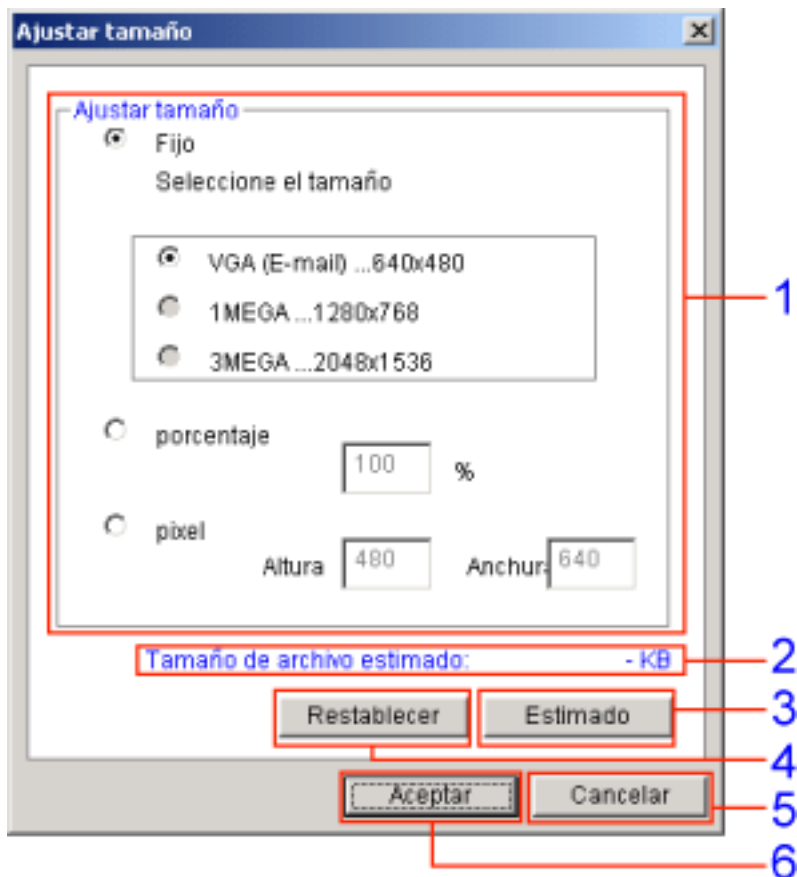 Ajustar tamaño
Ajustar tamaño
Fijo
Seleccione el tamaño
VGA (E-mail) ...640x480
1MEGA ...1280x768
3MEGA ...2048x1536
1
porcentaje
100 %
pixel
Altura 480 Anchura 640
Tamaño de archivo estimado: - KB
2
Restablecer Estimado
3
4
Aceptar Cancelar
5
6